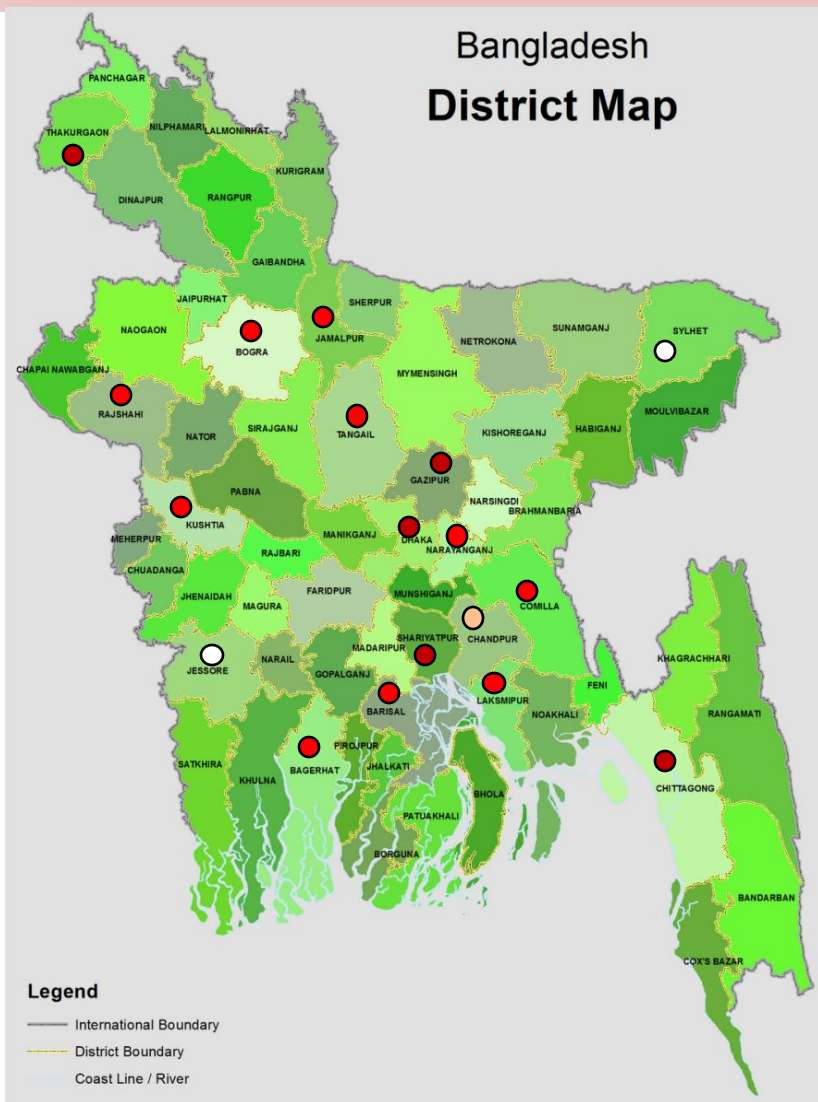 Bangladesh
District Map
PANCHAGAR
THAKURGAON
NILPHAMARI
LALMONIRHAT
KURIGRAM
DINAJPUR
RANGPUR
GAIBANDHA
JAIPURHAT
SHERPUR
NAOGAON
BOGRA
JAMALPUR
NETROKONA
SUNAMGANJ
SYLHET
CHAPAI NAWABGANJ
MYMENSINGH
RAJSHAHI
MOULVIBAZAR
NATOR
SIRAJGANJ
TANGAIL
KISHOREGANJ
HABIGANJ
GAZIPUR
PABNA
NARSINGDI
BRAHMANBARIA
KUSHTIA
MEHERPUR
MANIKGANJ
DHAKA
NARAYANGANJ
RAJBARI
CHUADANGA
JHENAIDAH
MAGURA
FARIDPUR
MUNSHIGANJ
COMILLA
SHARIYATPUR
CHANDPUR
MADARIPUR
KHAGRACHHARI
JESSORE
NARAIL
GOPALGANJ
FENI
BARISAL
LAKSMIPUR
NOAKHALI
RANGAMATI
PIROJPUR
SATKHIRA
KHULNA
BAGERHAT
JHALKATI
BHOLA
CHITTAGONG
PATUAKHALI
BORGUNA
BANDARBAN
COX'S BAZAR
Legend
International Boundary
District Boundary
Coast Line / River